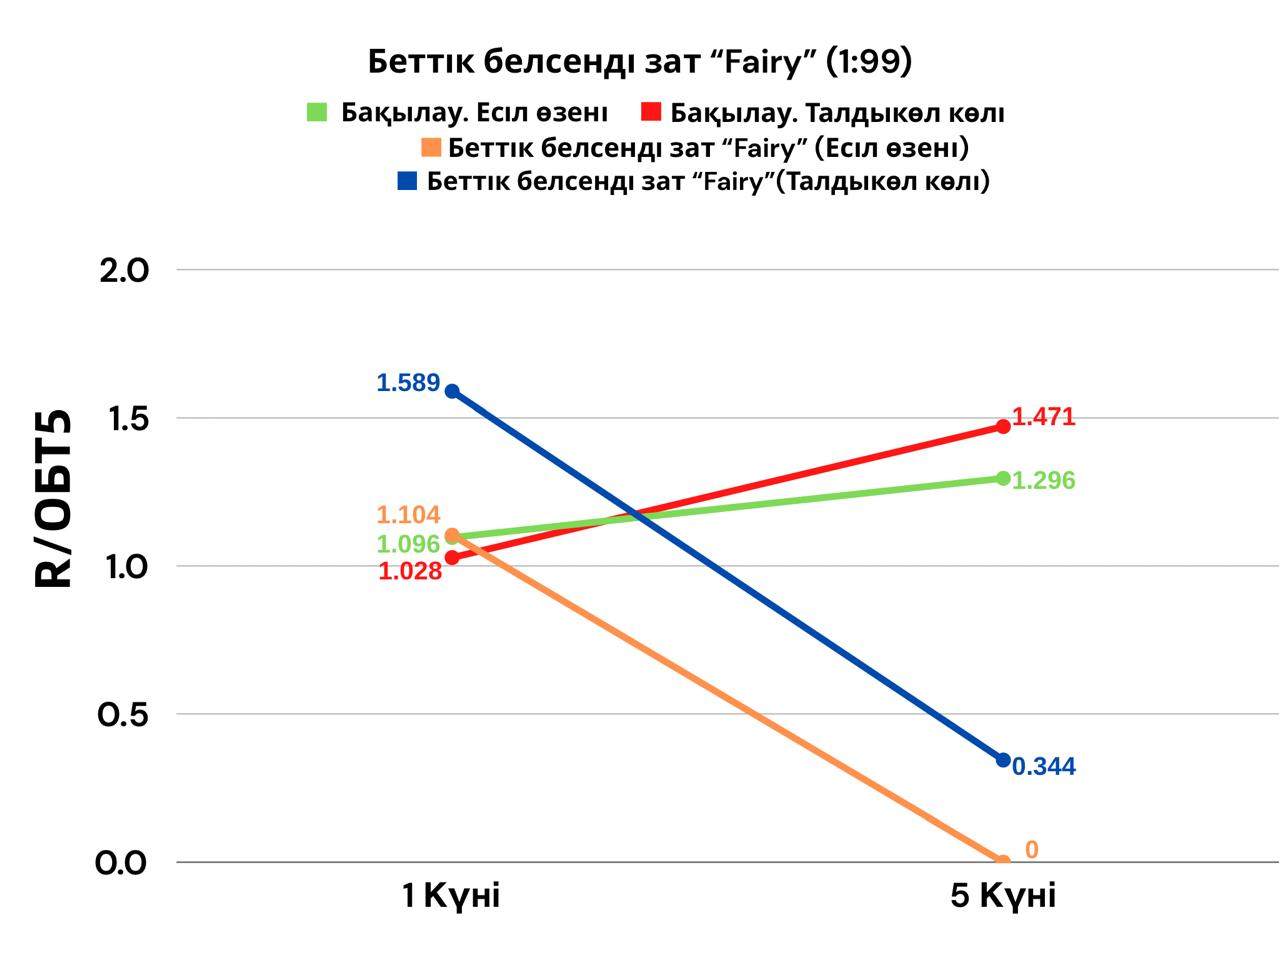 Беттік белсенді зат “Fairy” (1:99)
Бақылау. Есіл өзені Бақылау. Талдыкөл көлі
Беттік белсенді зат “Fairy” (Есіл өзені)
Беттік белсенді зат “Fairy”(Талдыкөл көлі)
2.0
1.589
1.5
1.471
1.296
1.104
1.096
1.028
1.0
R/ОБТ5
0.5
0.344
0
0.0
1 Күні 5 Күні